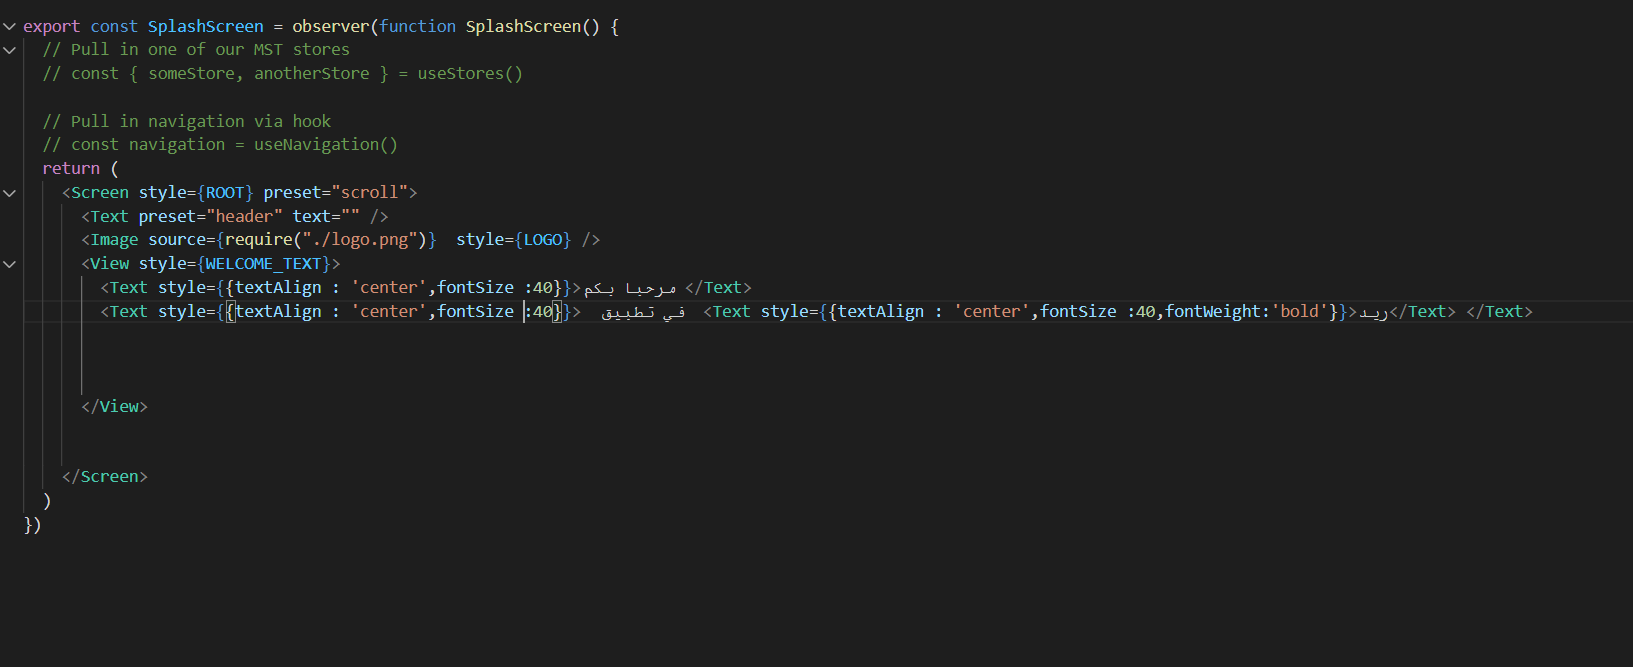 export const SplashScreen = observer(function SplashScreen() {
// Pull in one of our MST stores
// const { someStore, anotherStore } = useStores()
// Pull in navigation via hook
// const navigation = useNavigation()
return (
<Screen style={ROOT} preset="scroll">
<Text preset="header" text="" />
<Image source={require("./logo.png")}  style={LOGO} />
<View style={WELCOME_TEXT}>
<Text style={{textAlign : 'center',fontSize :40}}>مرحبا بكم </Text>
<Text style={{textAlign : 'center',fontSize :40}}>  في تطبيق  <Text style={{textAlign : 'center',fontSize :40,fontWeight:'bold'}}>ريد</Text> </Text>
</View>
</Screen>
)
})